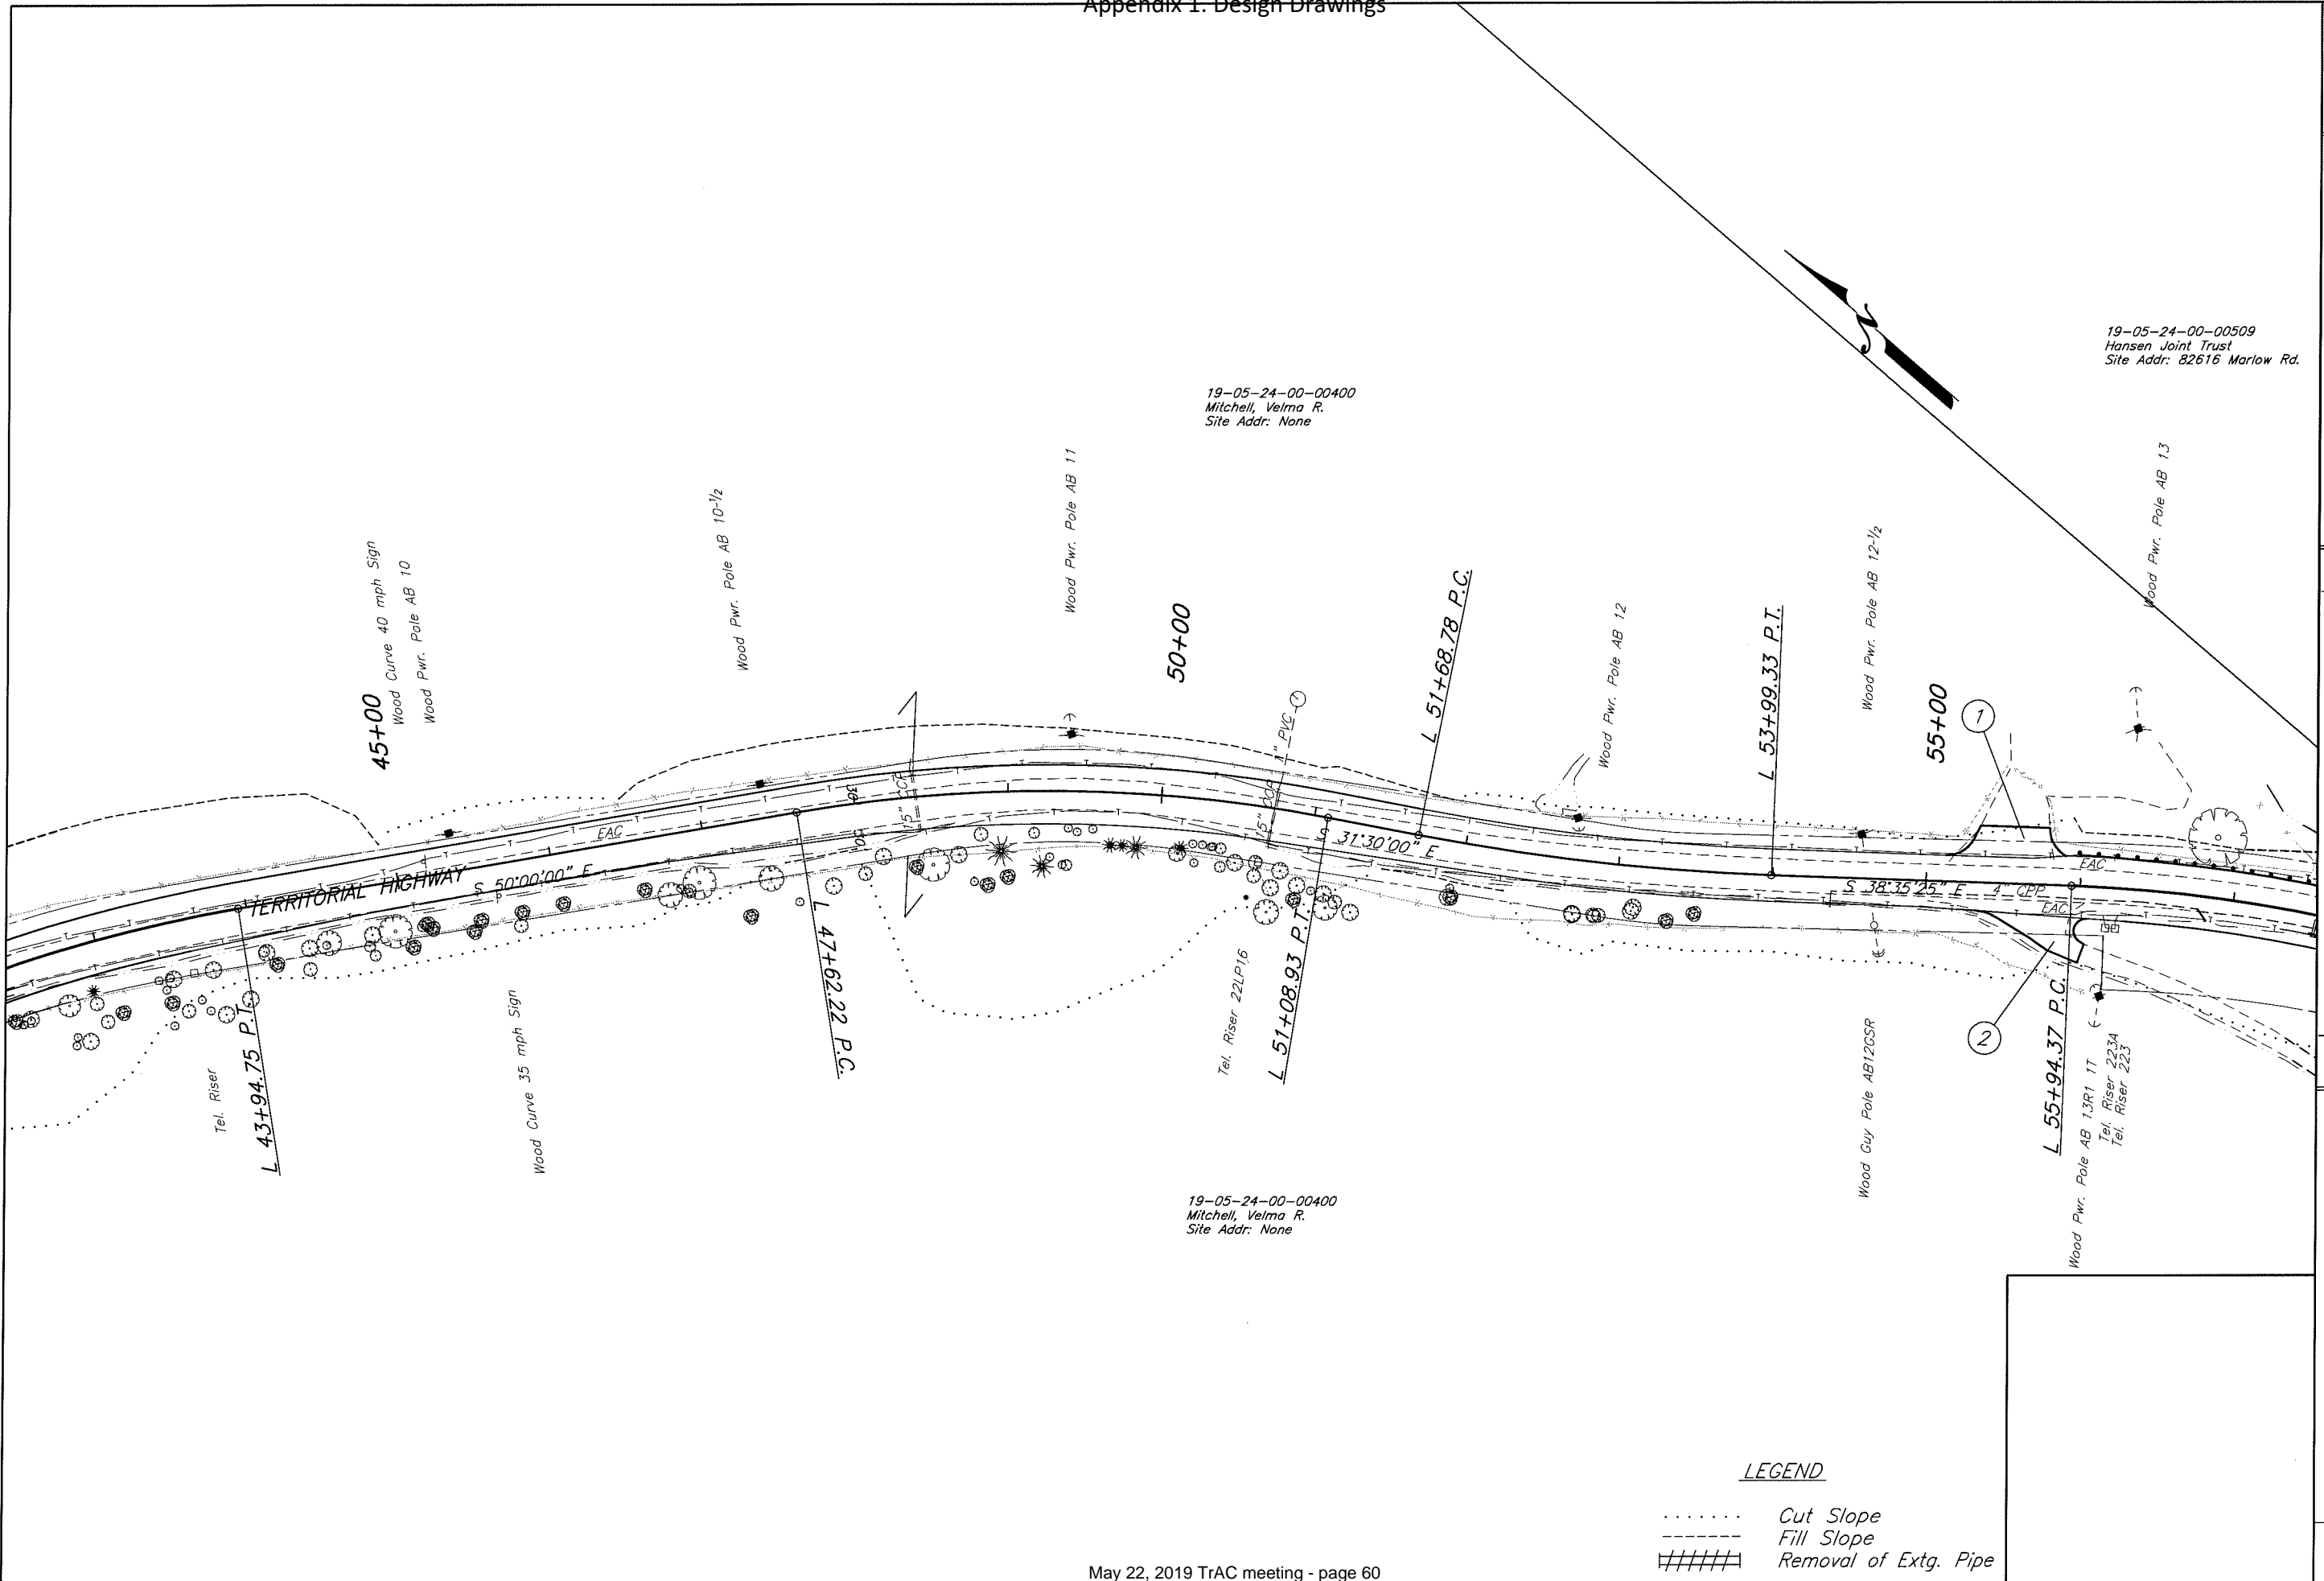 Appendix 1: Design Drawings
N
19-05-24-00-00509
Hansen Joint Trust
Site Addr: 82616 Marlow Rd.
19-05-24-00-00400
Mitchell, Velma R.
Site Addr: None
45+00
Wood Curve 40 mph Sign
Wood Pwr. Pole AB 10
Wood Pwr. Pole AB 10-1/2
Wood Pwr. Pole AB 11
50+00
1" PVC
L 51+68.78 P.C.
Wood Pwr. Pole AB 12
L 53+99.33 P.T.
Wood Pwr. Pole AB 12-1/2
55+00
1
Wood Pwr. Pole AB 13
EAC
30'
15" CCP
15" CCP
EAC
TERRITORIAL HIGHWAY
S 50°00'00" E
30'
S 31°30'00" E
S 38°35'25" E
4" CPP
EAC
Tel. Riser
L 43+94.75 P.T.
Wood Curve 35 mph Sign
L 47+62.22 P.C.
Tel. Riser 22LP16
L 51+08.93 P.T.
Wood Guy Pole AB12GSR
2
L 55+94.37 P.C.
Wood Pwr. Pole AB 13R1 1T
Tel. Riser 223A
Tel. Riser 223
19-05-24-00-00400
Mitchell, Velma R.
Site Addr: None
LEGEND
Cut Slope
Fill Slope
Removal of Extg. Pipe
May 22, 2019 TrAC meeting - page 60